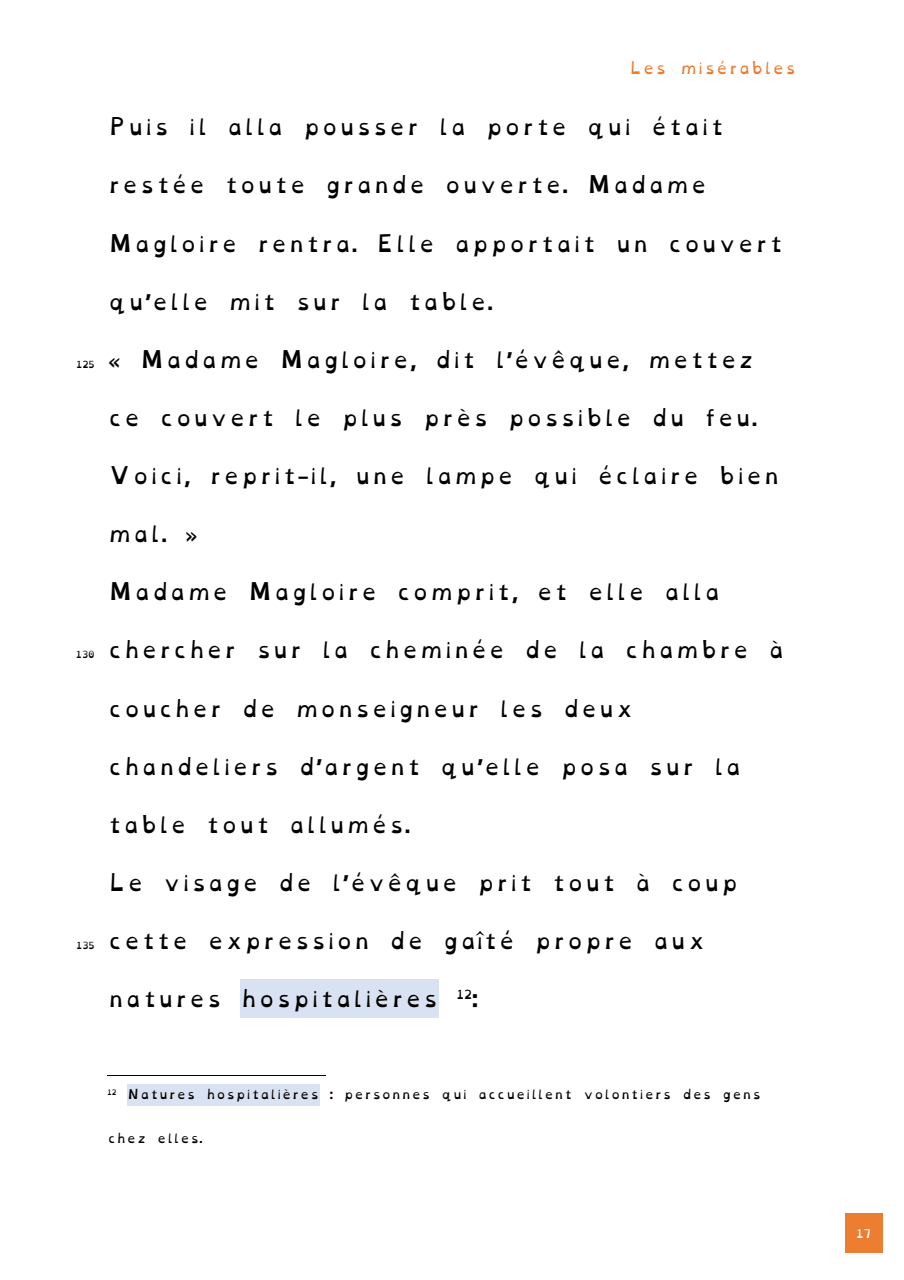 Les misérables
Puis il alla pousser la porte qui était
restée toute grande ouverte. Madame
Magloire rentra. Elle apportait un couvert
qu'elle mit sur la table.
125 « Madame Magloire, dit l'évêque, mettez
ce couvert le plus près possible du feu.
Voici, reprit-il, une lampe qui éclaire bien
mal. »
Madame Magloire comprit, et elle alla
130 chercher sur la cheminée de la chambre à
coucher de monseigneur les deux
chandeliers d'argent qu'elle posa sur la
table tout allumés.
Le visage de l'évêque prit tout à coup
135 cette expression de gaîté propre aux
natures hospitalières 12:
12 Natures hospitalières : personnes qui accueillent volontiers des gens
chez elles.
17